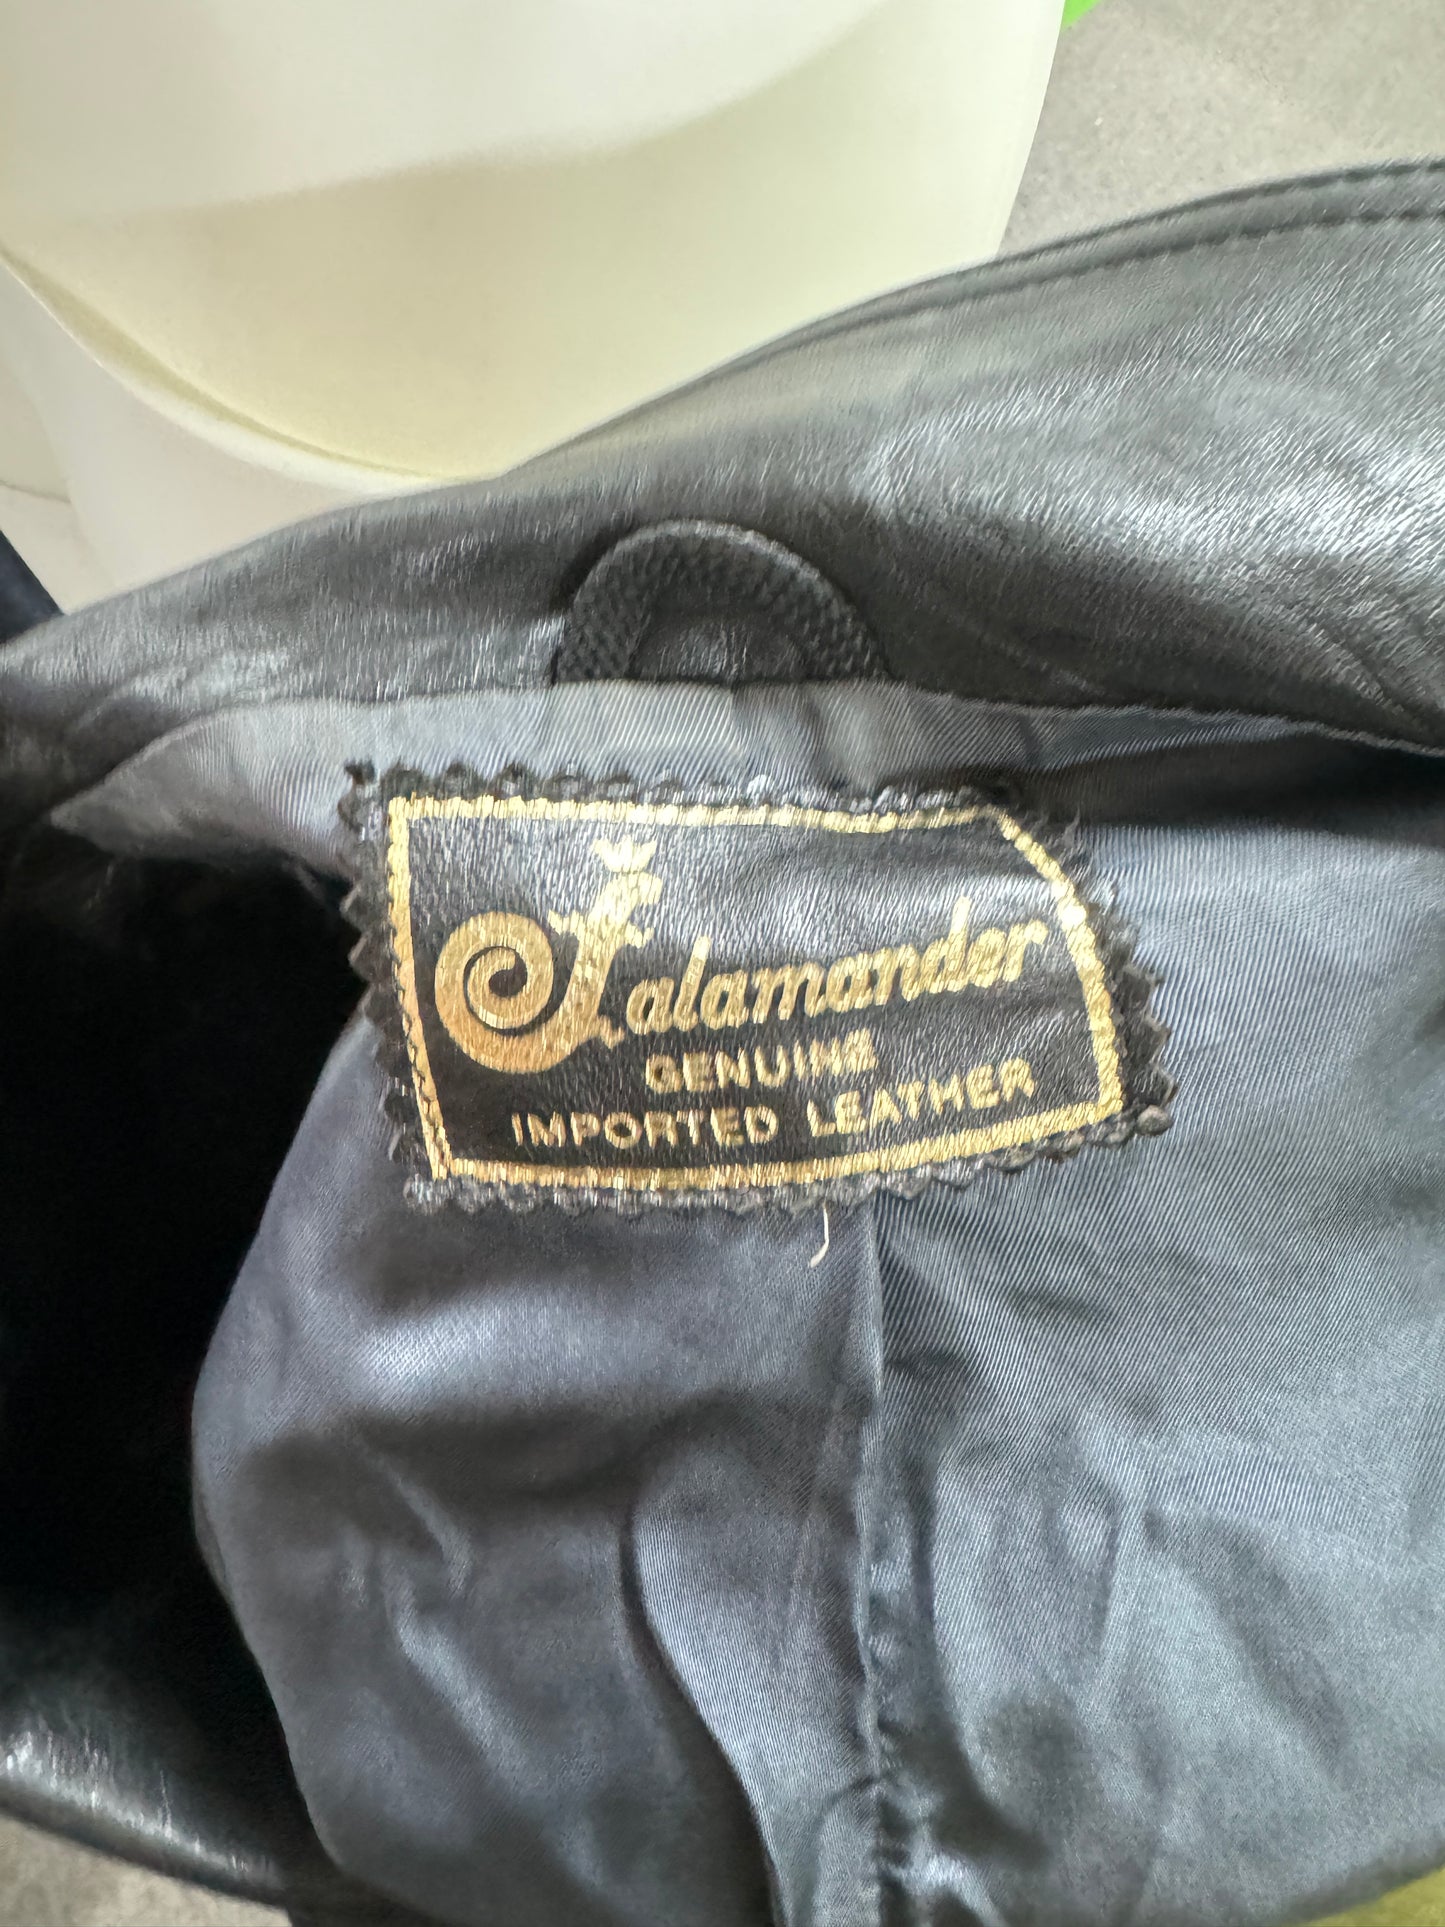 Salamander
GENUINE
IMPORTED LEATHER